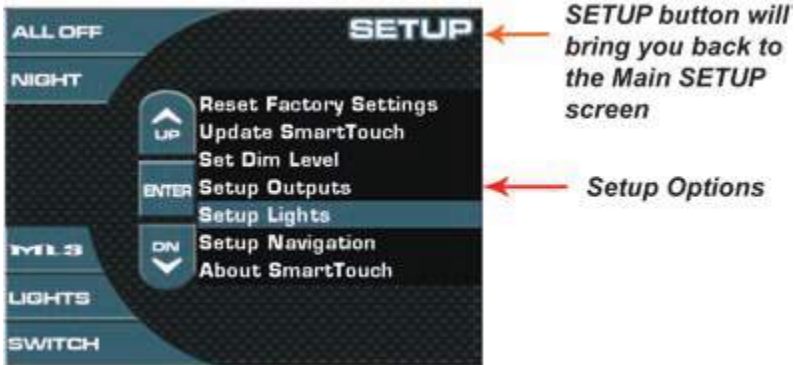 ALL OFF
NIGHT
SETUP
UP
ENTER
DN
Reset Factory Settings
Update SmartTouch
Set Dim Level
Setup Outputs
Setup Lights
Setup Navigation
About SmartTouch
LIGHTS
SWITCH
SETUP button will
bring you back to
the Main SETUP
screen
Setup Options